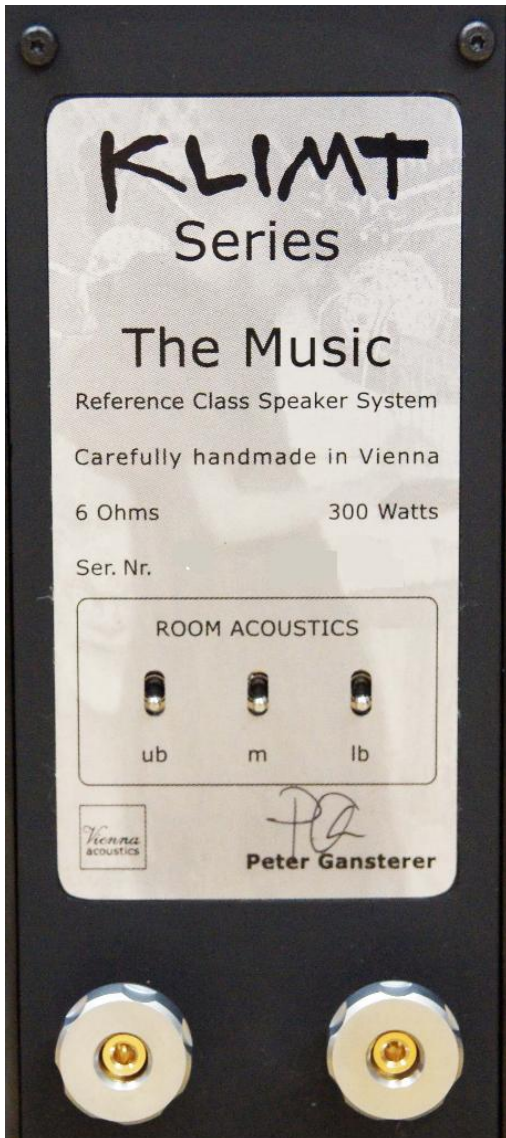 KLIMT
Series
The Music
Reference Class Speaker System
Carefully handmade in Vienna
6 Ohms 300 Watts
Ser. Nr.
ROOM ACOUSTICS
ub m lb
Vienna
acoustics
Peter Gansterer